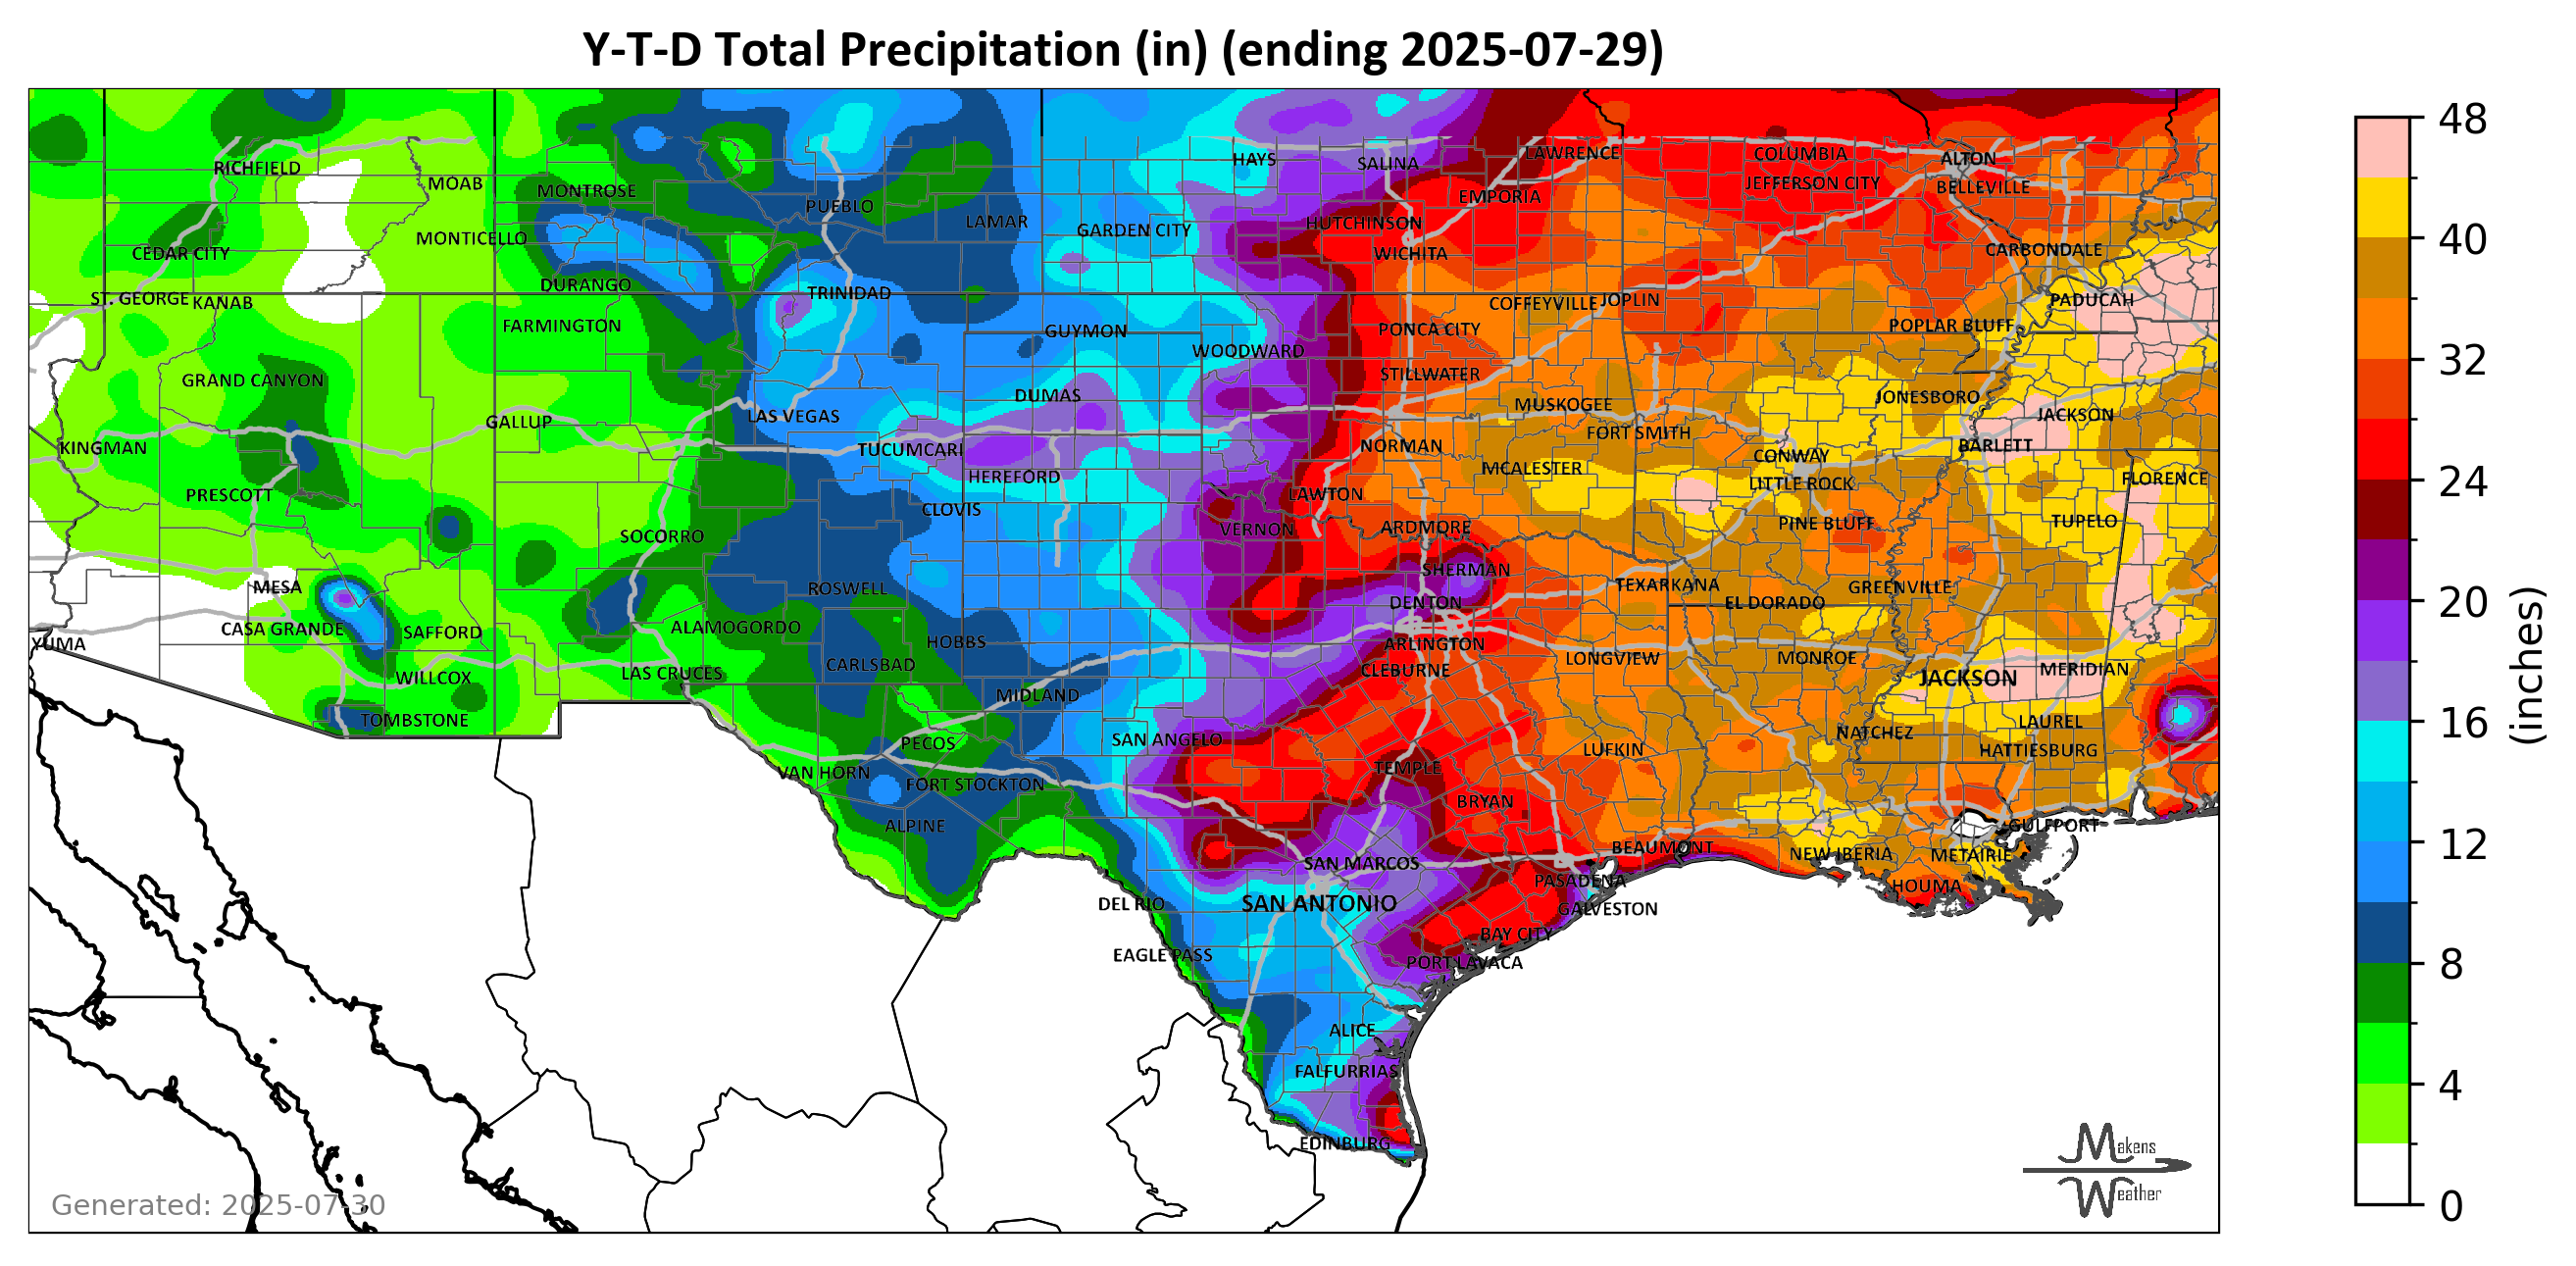 Y-T-D Total Precipitation (in) (ending 2025-07-29)
RICHFIELD
MOAB
MONTROSE
PUEBLO
LAMAR
HAYS
SALINA
LAWRENCE
EMPORIA
COLUMBIA
JEFFERSON CITY
ALTON
BELLEVILLE
CEDAR CITY
MONTICELLO
GARDEN CITY
HUTCHINSON
WICHITA
CARBONDALE
ST. GEORGE
KANAB
DURANGO
TRINIDAD
COFFEYVILLE
JOPLIN
PADUCAH
FARMINGTON
GUYMON
PONCA CITY
POPLAR BLUFF
WOODWARD
GRAND CANYON
DUMAS
STILLWATER
JONESBORO
GALLUP
LAS VEGAS
MUSKOGEE
JACKSON
KINGMAN
TUCUMCARI
NORMAN
FORT SMITH
BARLETT
CONWAY
PRESCOTT
HEREFORD
MCALESTER
LITTLE ROCK
FLORENCE
LAWTON
CLOVIS
SOCORRO
VERNON
ARDMORE
PINE BLUFF
TUPELO
MESA
ROSWELL
SHERMAN
TEXARKANA
GREENVILLE
DENTON
EL DORADO
YUMA
CASA GRANDE
SAFFORD
ALAMOGORDO
HOBBS
ARLINGTON
CLEBURNE
LONGVIEW
MONROE
JACKSON
MERIDIAN
WILLCOX
LAS CRUCES
CARLSBAD
MIDLAND
TOMBSTONE
PECOS
SAN ANGELO
LUFKIN
NATCHEZ
LAUREL
HATTIESBURG
VAN HORN
FORT STOCKTON
TEMPLE
BRYAN
ALPINE
SAN MARCOS
BEAUMONT
NEW IBERIA
GULFPORT
METAIRIE
HOUMA
PASADENA
DEL RIO
SAN ANTONIO
GALVESTON
EAGLE PASS
BAY CITY
PORT LAVACA
ALICE
FALFURRIAS
EDINBURG
Generated: 2025-07-30
Makens
Weather
48
40
32
24
20
16
12
8
4
0
(inches)